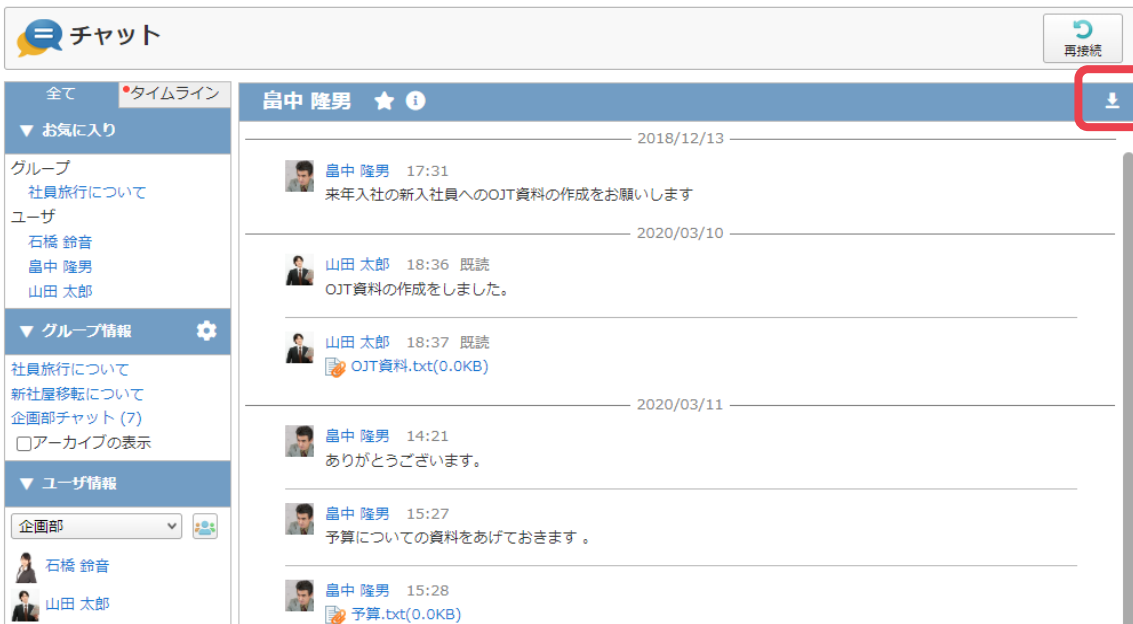 チャット
再接続
全て
タイムライン
▼ お気に入り
グループ
社員旅行について
ユーザ
石橋 鈴音
畠中 隆男
山田 太郎
▼ グループ情報
社員旅行について
新社屋移転について
企画部チャット (7)
アーカイブの表示
▼ ユーザ情報
企画部
石橋 鈴音
山田 太郎
畠中 隆男
2018/12/13
畠中 隆男 17:31
来年入社の新入社員へのOJT資料の作成をお願いします
2020/03/10
山田 太郎 18:36 既読
OJT資料の作成をしました。
山田 太郎 18:37 既読
OJT資料.txt(0.0KB)
2020/03/11
畠中 隆男 14:21
ありがとうございます。
畠中 隆男 15:27
予算についての資料をあげておきます 。
畠中 隆男 15:28
予算.txt(0.0KB)